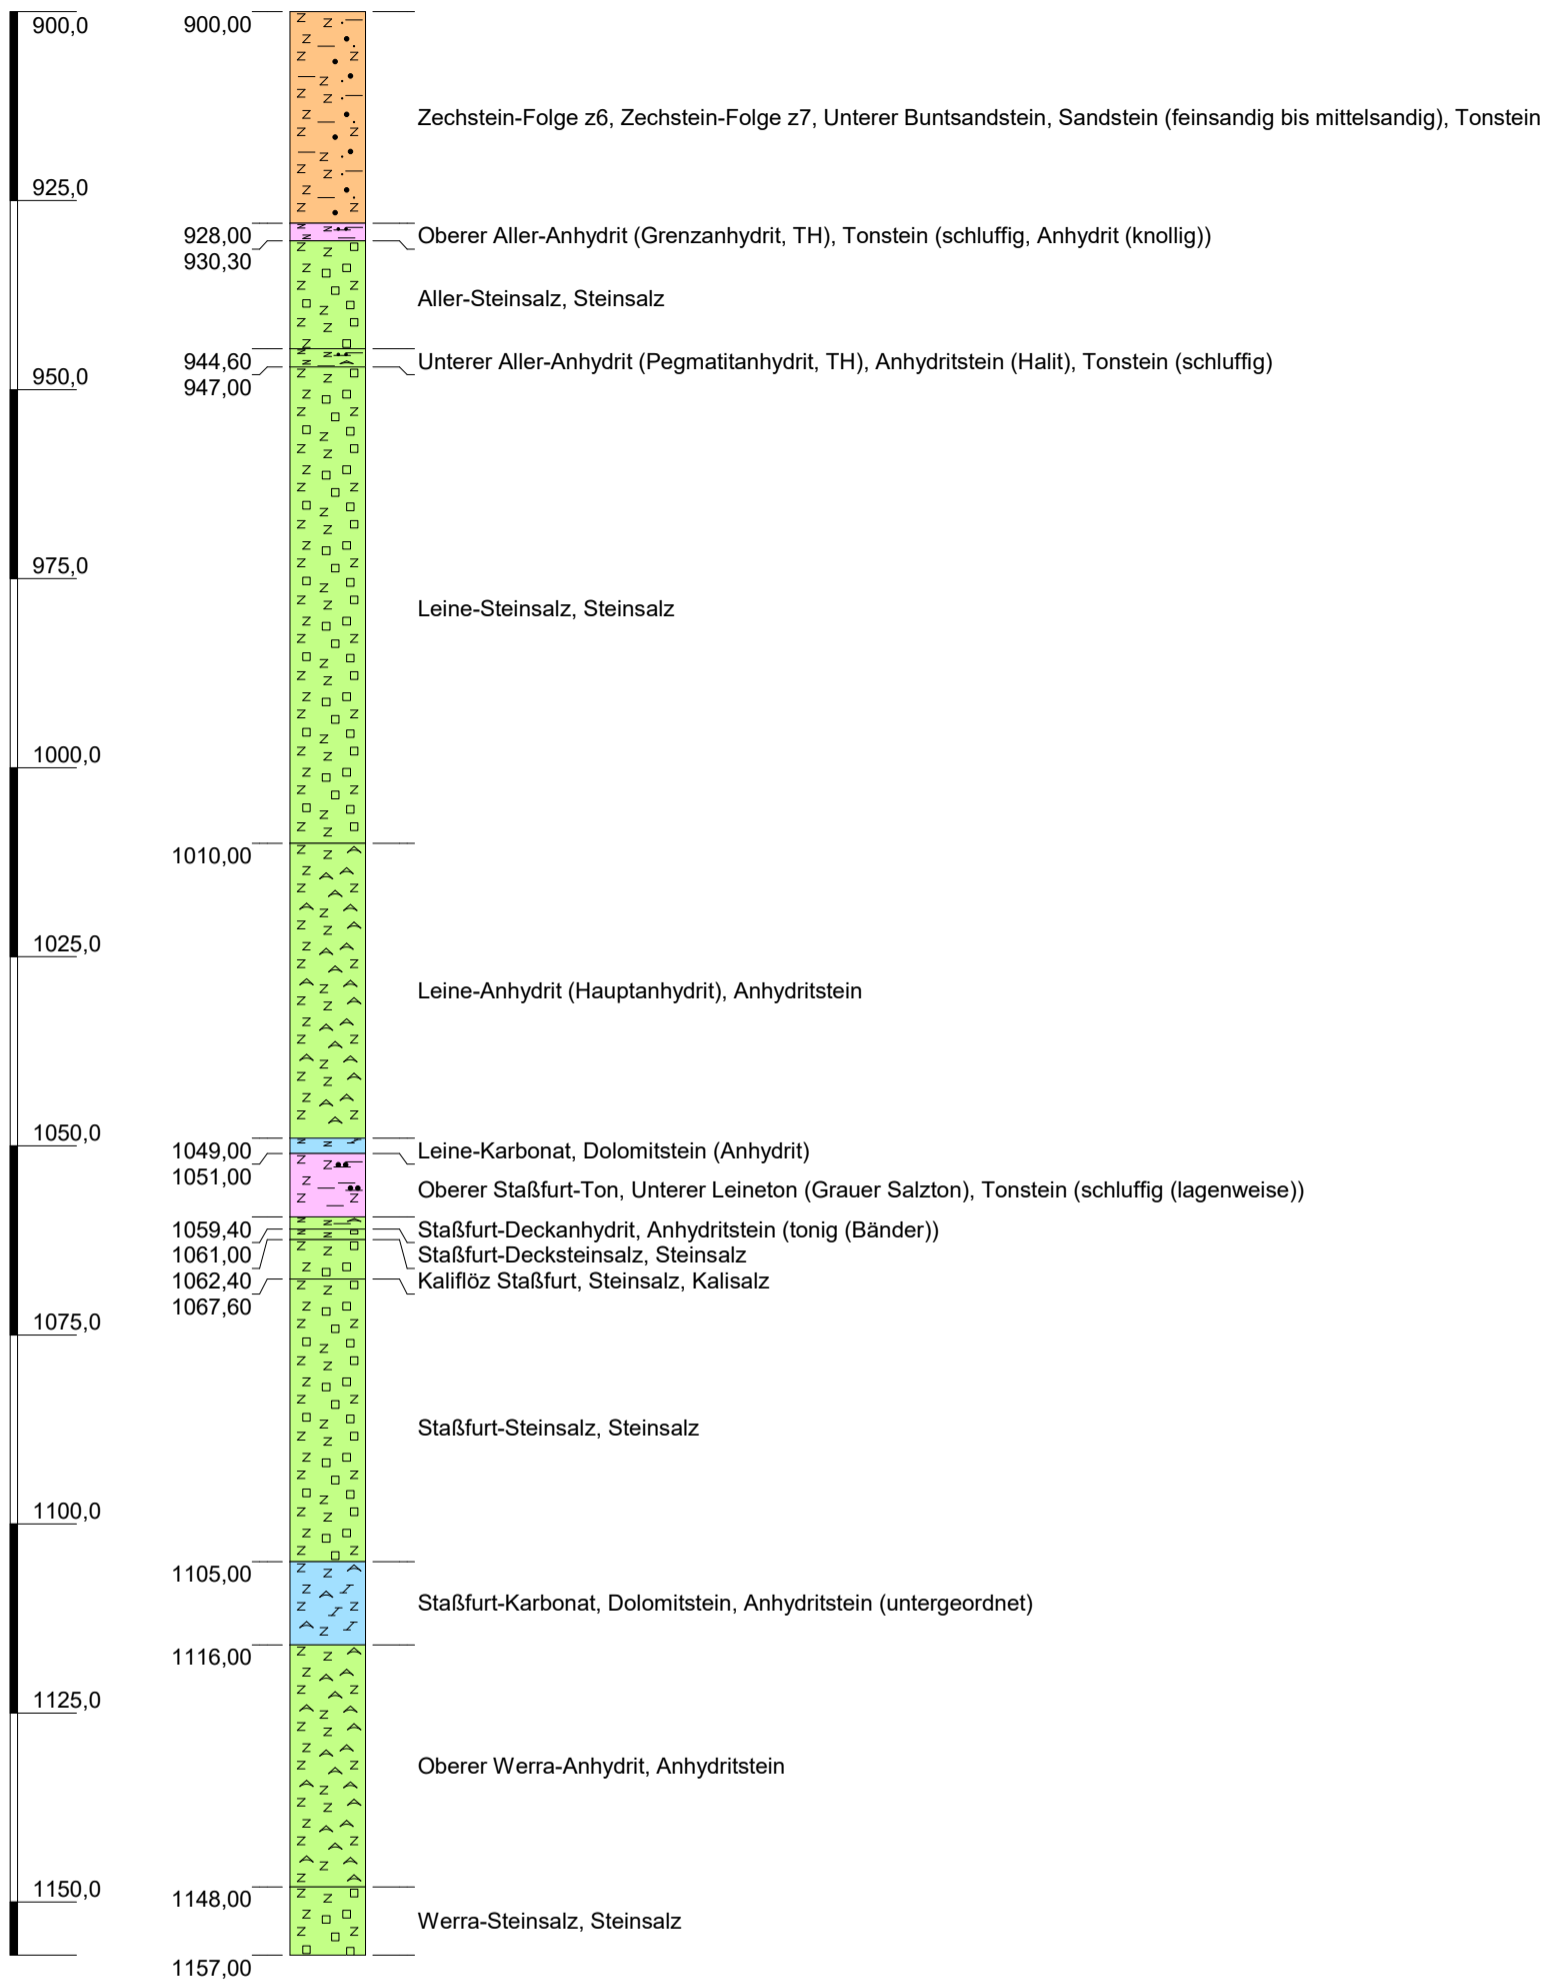 900,0
900,00
Zechstein-Folge z6, Zechstein-Folge z7, Unterer Buntsandstein, Sandstein (feinsandig bis mittelsandig), Tonstein
925,0
928,00
Oberer Aller-Anhydrit (Grenzanhydrit, TH), Tonstein (schluffig, Anhydrit (knollig))
930,30
Aller-Steinsalz, Steinsalz
944,60
Unterer Aller-Anhydrit (Pegmatitanhydrit, TH), Anhydritstein (Halit), Tonstein (schluffig)
950,0
947,00
975,0
Leine-Steinsalz, Steinsalz
1000,0
1010,00
1025,0
Leine-Anhydrit (Hauptanhydrit), Anhydritstein
1050,0
1049,00
Leine-Karbonat, Dolomitstein (Anhydrit)
1051,00
Oberer Staßfurt-Ton, Unterer Leineton (Grauer Salzton), Tonstein (schluffig (lagenweise))
1059,40
Staßfurt-Deckanhydrit, Anhydritstein (tonig (Bänder))
1061,00
Staßfurt-Decksteinsalz, Steinsalz
1062,40
Kaliflöz Staßfurt, Steinsalz, Kalisalz
1067,60
1075,0
Staßfurt-Steinsalz, Steinsalz
1100,0
1105,00
Staßfurt-Karbonat, Dolomitstein, Anhydritstein (untergeordnet)
1116,00
1125,0
Oberer Werra-Anhydrit, Anhydritstein
1150,0
1148,00
Werra-Steinsalz, Steinsalz
1157,00